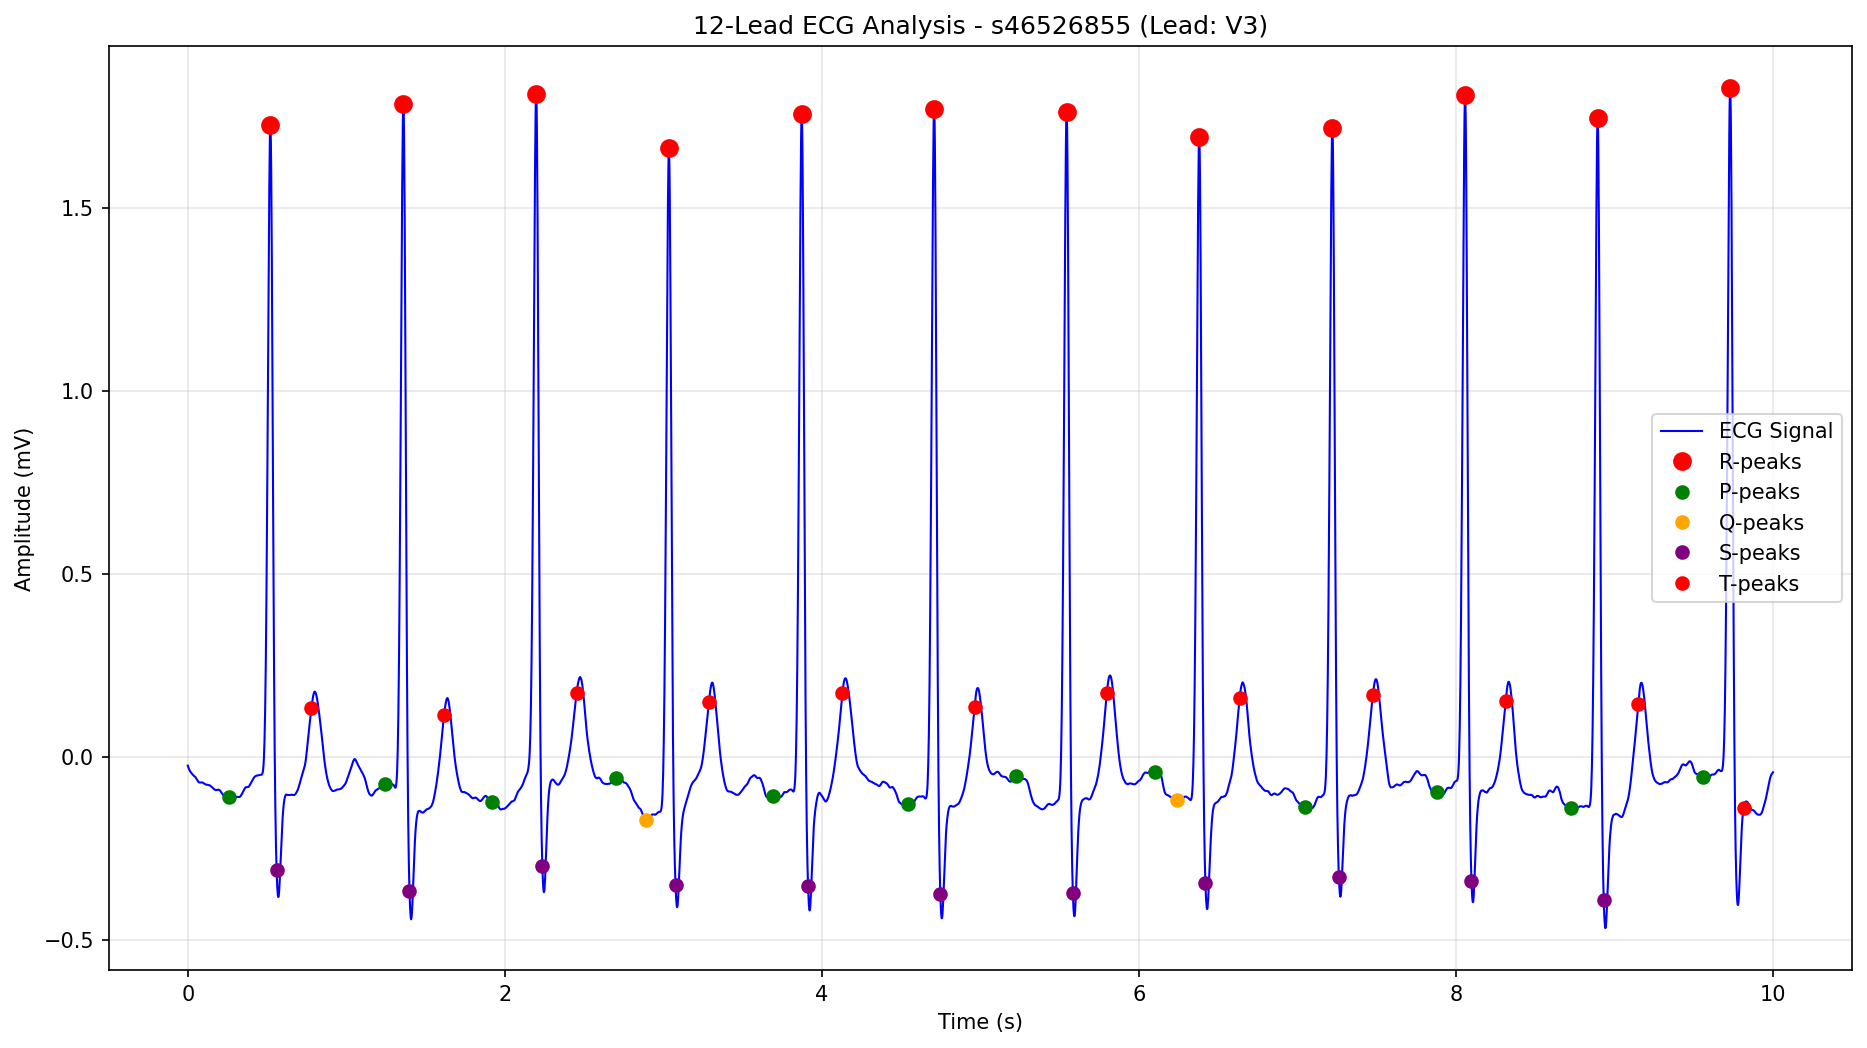 12-Lead ECG Analysis - s46526855 (Lead: V3)
Amplitude (mV)
1.5
1.0
0.5
0.0
−0.5
ECG Signal
R-peaks
P-peaks
Q-peaks
S-peaks
T-peaks
0 2 4 6 8 10
Time (s)